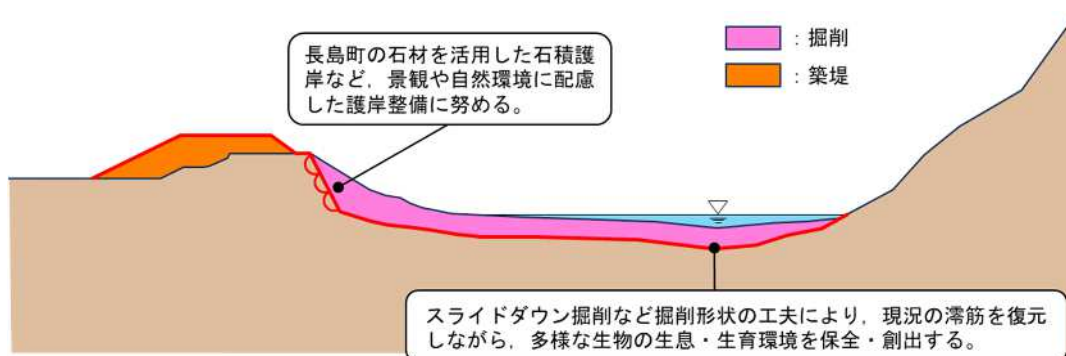 長島町の石材を活用した石積護
岸など，景観や自然環境に配慮
した護岸整備に努める。
：掘削
：築堤
スライドダウン掘削など掘削形状の工夫により，現況の澪筋を復元
しながら，多様な生物の生息・生育環境を保全・創出する。